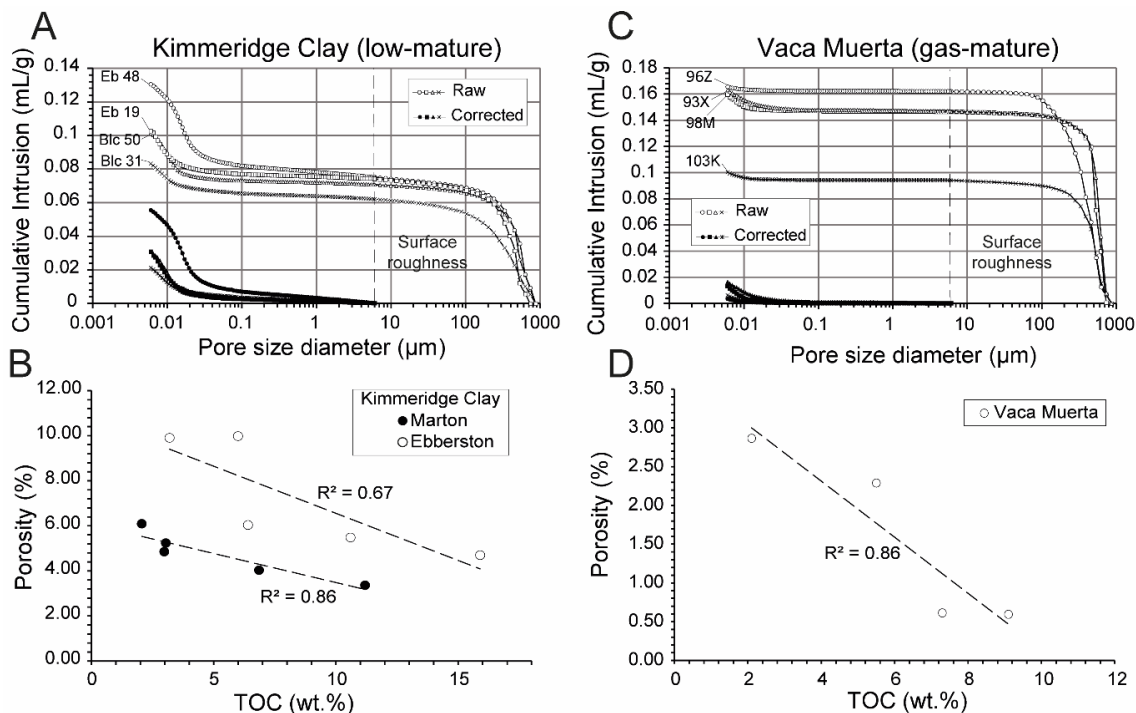 A
Kimmeridge Clay (low-mature)
Cumulative Intrusion (mL/g)
0.14
0.12
0.1
0.08
0.06
0.04
0.02
0
Eb 48
Eb 19
Blc 50
Blc 31
Raw
Corrected
Surface
roughness
0.001
0.01
0.1
1
10
100
1000
Pore size diameter (µm)
C
Vaca Muerta (gas-mature)
Cumulative Intrusion (mL/g)
0.18
0.16
0.14
0.12
0.1
0.08
0.06
0.04
0.02
0
96Z
93X
98M
103K
Raw
Corrected
Surface
roughness
0.001
0.01
0.1
1
10
100
1000
Pore size diameter (µm)
B
Porosity (%)
12.00
10.00
8.00
6.00
4.00
2.00
0.00
Kimmeridge Clay
Marton
Ebberston
R² = 0.67
R² = 0.86
0
5
10
15
TOC (wt.%)
D
Porosity (%)
3.50
3.00
2.50
2.00
1.50
1.00
0.50
0.00
Vaca Muerta
R² = 0.86
0
2
4
6
8
10
12
TOC (wt.%)